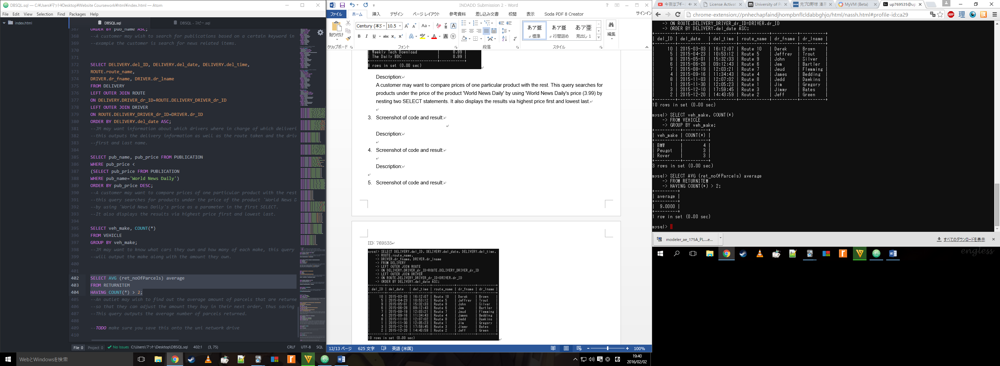 DBSQL.sql — C:¥Users¥マット¥Desktop¥Website Coursework¥html¥index.html — Atom
File Edit View Selection Find Packages Help
index.html
DBSQL.sql
DBSQL - コピー.sql
367 ORDER BY pub_name ASC;
368 --A customer may wish to search for publications based on a certain keyword in
369 --example the customer is search for news related items.
370
371
372 SELECT DELIVERY.del_ID, DELIVERY.del_date, DELIVERY.del_time,
373 ROUTE.route_name,
374 DRIVER.dr_fname, DRIVER.dr_lname
375 FROM DELIVERY
376 LEFT OUTER JOIN ROUTE
377 ON DELIVERY.DRIVER_dr_ID=ROUTE.DELIVERY_DRIVER_dr_ID
378 LEFT OUTER JOIN DRIVER
379 ON ROUTE.DELIVERY_DRIVER_dr_ID=DRIVER.dr_ID
380 ORDER BY DELIVERY.del_date ASC;
381 --JM may want information about which drivers where in charge of which deliveri
382 --this outputs the delivery information as well as the route taken and the driv
383 --first and last name.
384
385 SELECT pub_name, pub_price FROM PUBLICATION
386 WHERE pub_price <
387 (SELECT pub_price FROM PUBLICATION
388 WHERE pub_name='World News Daily')
389 ORDER BY pub_price DESC;
390 --A customer may want to compare prices of one particular product with the rest
391 --this query searches for products under the price of the product 'World News D
392 --by using 'World News Daily's price as a parameter in the first SELECT.
393 --It also displays the results via highest price first and lowest last.
394
395 SELECT veh_make, COUNT(*)
396 FROM VEHICLE
397 GROUP BY veh_make;
398 --JM may want to know what cars they own and how many of each make, this query
399 --will output the make along with the amount they own.
400
401
402 SELECT AVG (ret_noOfParcels) average
403 FROM RETURNITEM
404 HAVING COUNT(*) > 2;
405 --An outlet may wish to find out the average amount of parcels that are returne
406 --so that they can adjust the amount they buy in their next order, thus saving
407 --This query outputs the average number of parcels returned.
408
409 --TODO make sure you save this onto the uni network drive
410
File 0 Project 0 No Issues C:\Users\マット\Desktop\DBSQL.sql 402:1 (3, 75) CRLF UTF-8 SQL
WebとWindowsを検索
INDADD Submission 2 - Word
ファイル ホーム 挿入 デザイン ページ レイアウト 参考資料 差し込み文書 校閲 表示 Soda PDF 8 Creator サインイン
Century (本文 10.5
貼り付け
あア亜 あア亜 あア亜
標準 行間詰め 見出し 1
編集
クリップボード フォント 段落 スタイル
| Weekly Tech Download | 0.99 |
| The Daily BDC | 0.99 |
8 rows in set (0.00 sec)
Description:
A customer may want to compare prices of one particular product with the rest. This query searches for
products under the price of the product 'World News Daily' by using 'World News Daily's price (3.99) by
nesting two SELECT statements. It also displays the results via highest price first and lowest last.
3. Screenshot of code and result:
Description:
4. Screenshot of code and result:
Description:
5. Screenshot of code and result:
ID: 769535
mysql> SELECT DELIVERY.del_ID, DELIVERY.del_date, DELIVERY.del_time,
-> ROUTE.route_name,
-> DRIVER.dr_fname, DRIVER.dr_lname
-> FROM DELIVERY
-> LEFT OUTER JOIN ROUTE
-> ON DELIVERY.DRIVER_dr_ID=ROUTE.DELIVERY_DRIVER_dr_ID
-> LEFT OUTER JOIN DRIVER
-> ON ROUTE.DELIVERY_DRIVER_dr_ID=DRIVER.dr_ID
-> ORDER BY DELIVERY.del_date ASC;
| del_ID | del_date | del_time | route_name | dr_fname | dr_lname |
| 10 | 2015-03-03 | 16:12:07 | Route 10 | Derek | Brown |
| 5 | 2015-04-23 | 10:53:12 | Route 5 | Jeffrey | Trout |
| 9 | 2015-05-01 | 15:32:33 | Route 9 | John | Silver |
| 6 | 2015-06-28 | 09:12:43 | Route 6 | Jem | Bartler |
| 7 | 2015-08-19 | 12:03:21 | Route 7 | Jeud | Flemming |
| 4 | 2015-09-16 | 11:34:43 | Route 4 | James | Bedding |
| 8 | 2015-11-03 | 12:07:02 | Route 8 | Jedd | Dawkins |
| 1 | 2015-11-30 | 12:05:23 | Route 1 | Jim | Gregory |
| 3 | 2015-12-10 | 17:59:45 | Route 3 | Jimmy | Bates |
| 2 | 2015-12-20 | 14:43:59 | Route 2 | Jeff | Green |
10 rows in set (0.00 sec)
12/13 ページ 625 文字 英語 (米国) 100%
19:40
2016/02/02
今夜はブギー License Activat University of P 元プロ野球 清原 MyVM (Beta) up769535@up
chrome-extension://pnhechapfaindjhompbnflcldabbghjo/html/nassh.html#profile-id:ca29
-> ON ROUTE.DELIVERY_DRIVER_dr_ID=DRIVER.dr_ID
-> ORDER BY DELIVERY.del_date ASC;
| del_ID | del_date | del_time | route_name | dr_fname | dr_lname |
| 10 | 2015-03-03 | 16:12:07 | Route 10 | Derek | Brown |
| 5 | 2015-04-23 | 10:53:12 | Route 5 | Jeffrey | Trout |
| 9 | 2015-05-01 | 15:32:33 | Route 9 | John | Silver |
| 6 | 2015-06-28 | 09:12:43 | Route 6 | Jem | Bartler |
| 7 | 2015-08-19 | 12:03:21 | Route 7 | Jeud | Flemming |
| 4 | 2015-09-16 | 11:34:43 | Route 4 | James | Bedding |
| 8 | 2015-11-03 | 12:07:02 | Route 8 | Jedd | Dawkins |
| 1 | 2015-11-30 | 12:05:23 | Route 1 | Jim | Gregory |
| 3 | 2015-12-10 | 17:59:45 | Route 3 | Jimmy | Bates |
| 2 | 2015-12-20 | 14:43:59 | Route 2 | Jeff | Green |
10 rows in set (0.00 sec)
mysql> SELECT veh_make, COUNT(*)
-> FROM VEHICLE
-> GROUP BY veh_make;
| veh_make | COUNT(*) |
| BMW | 4 |
| Peugot | 3 |
| Rover | 3 |
3 rows in set (0.00 sec)
mysql> SELECT AVG (ret_noOfParcels) average
-> FROM RETURNITEM
-> HAVING COUNT(*) > 2;
| average |
| 9.0000 |
1 row in set (0.00 sec)
mysql>
modeler_ae_175A_PL....e... すべてのダウンロードを表示
engless